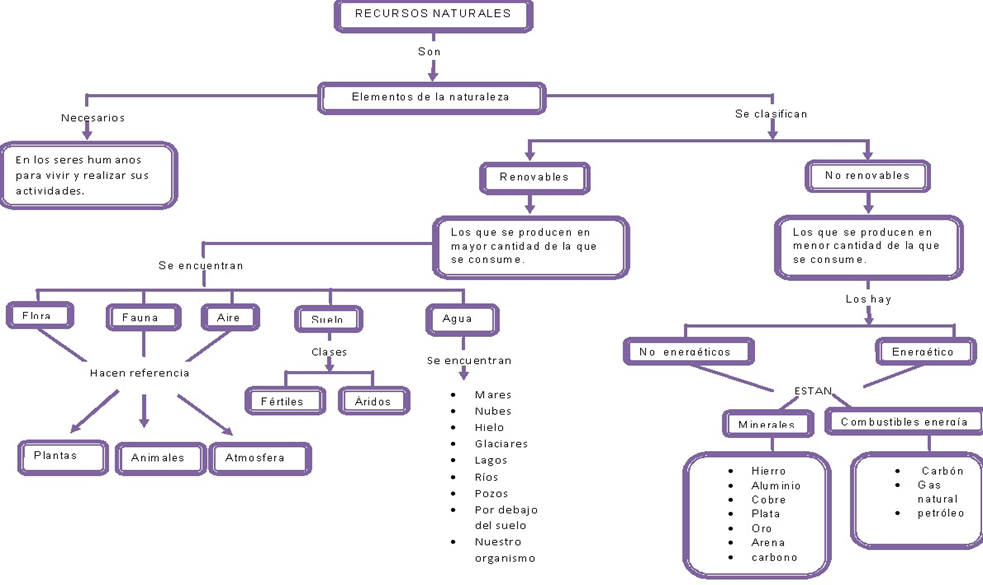 RECURSOS NATURALES
Son
Elementos de la naturaleza
Necesarios
Se clasifican
En los seres humanos
para vivir y realizar sus
actividades.
Renovables
No renovables
Los que se producen en
mayor cantidad de la que
se consume.
Los que se producen en
menor cantidad de la que
se consume.
Se encuentran
Los hay
Flora
Fauna
Aire
Suelo
Agua
No energéticos
Energético
Clases
Se encuentran
Hacen referencia
ESTAN
Fértiles
Áridos
Minerales
Combustibles energía
Plantas
Animales
Atmosfera
• Mares
• Nubes
• Hielo
• Glaciares
• Lagos
• Ríos
• Pozos
• Por debajo
del suelo
• Nuestro
organismo
• Hierro
• Aluminio
• Cobre
• Plata
• Oro
• Arena
• carbono
• Carbón
• Gas
natural
• petróleo